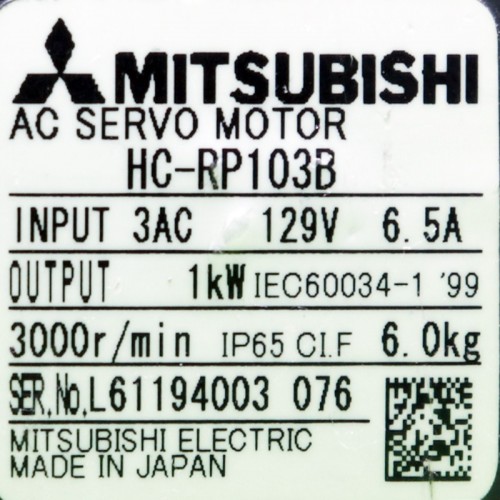 MITSUBISHI
AC SERVO MOTOR
HC-RP103B
INPUT 3AC 129V 6.5A
OUTPUT 1kW IEC60034-1 '99
3000r/min IP65 CI.F 6.0kg
SER.No.L61194003 076
MITSUBISHI ELECTRIC
MADE IN JAPAN